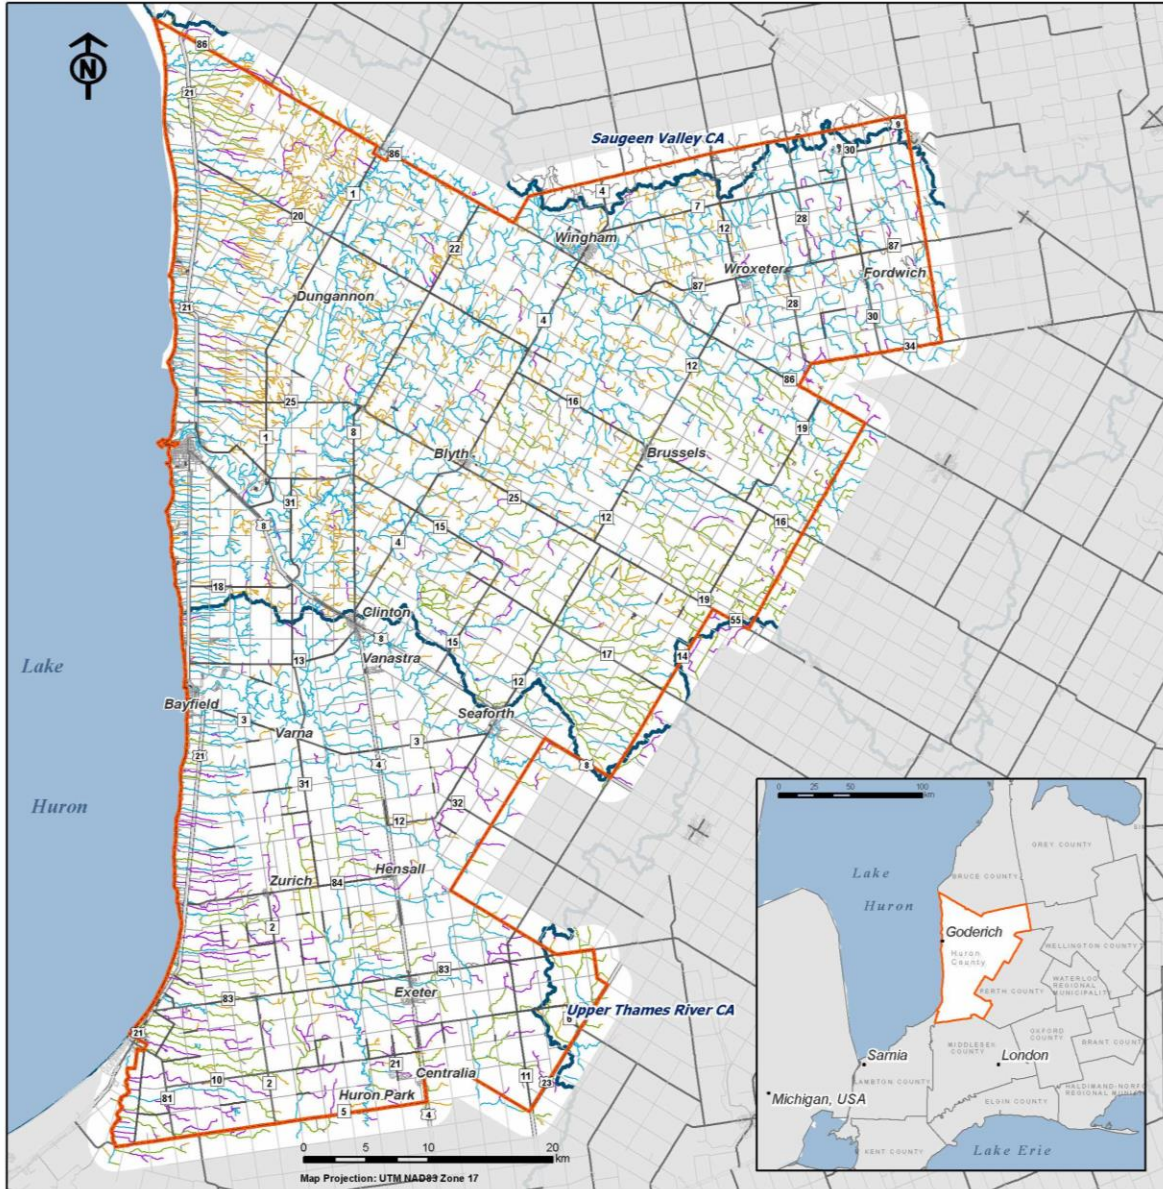 N
86
21
Saugeen Valley CA
9
30
86
4
1
7
28
20
12
Wingham
22
87
Wroxeter
Fordwich
87
Dungannon
28
21
4
30
34
12
86
25
16
1
8
19
Blyth
Brussels
25
31
12
16
8
15
4
18
19
Clinton
55
8
15
14
17
Lake
13
Vanastra
12
Bayfield
Seaforth
3
Varna
3
21
4
8
Huron
31
32
12
Hensall
Zurich
84
2
83
Exeter
83
Upper Thames River CA
6
21
21
Centralia
10
2
11
23
81
Huron Park
5
4
0
5
10
20
km
Map Projection: UTM NAD83 Zone 17
0
25
50
100
km
GREY COUNTY
Lake
Huron
BRUCE COUNTY
Goderich
Huron
County
WELLINGTON COUNTY
PERTH COUNTY
WATERLOO
REGIONAL
MUNICIPALITY
MIDDLESEX
COUNTY
OXFORD
COUNTY
BRANT COUNTY
Sarnia
London
LAMBTON COUNTY
Michigan, USA
ELGIN COUNTY
KENT COUNTY
Lake Erie